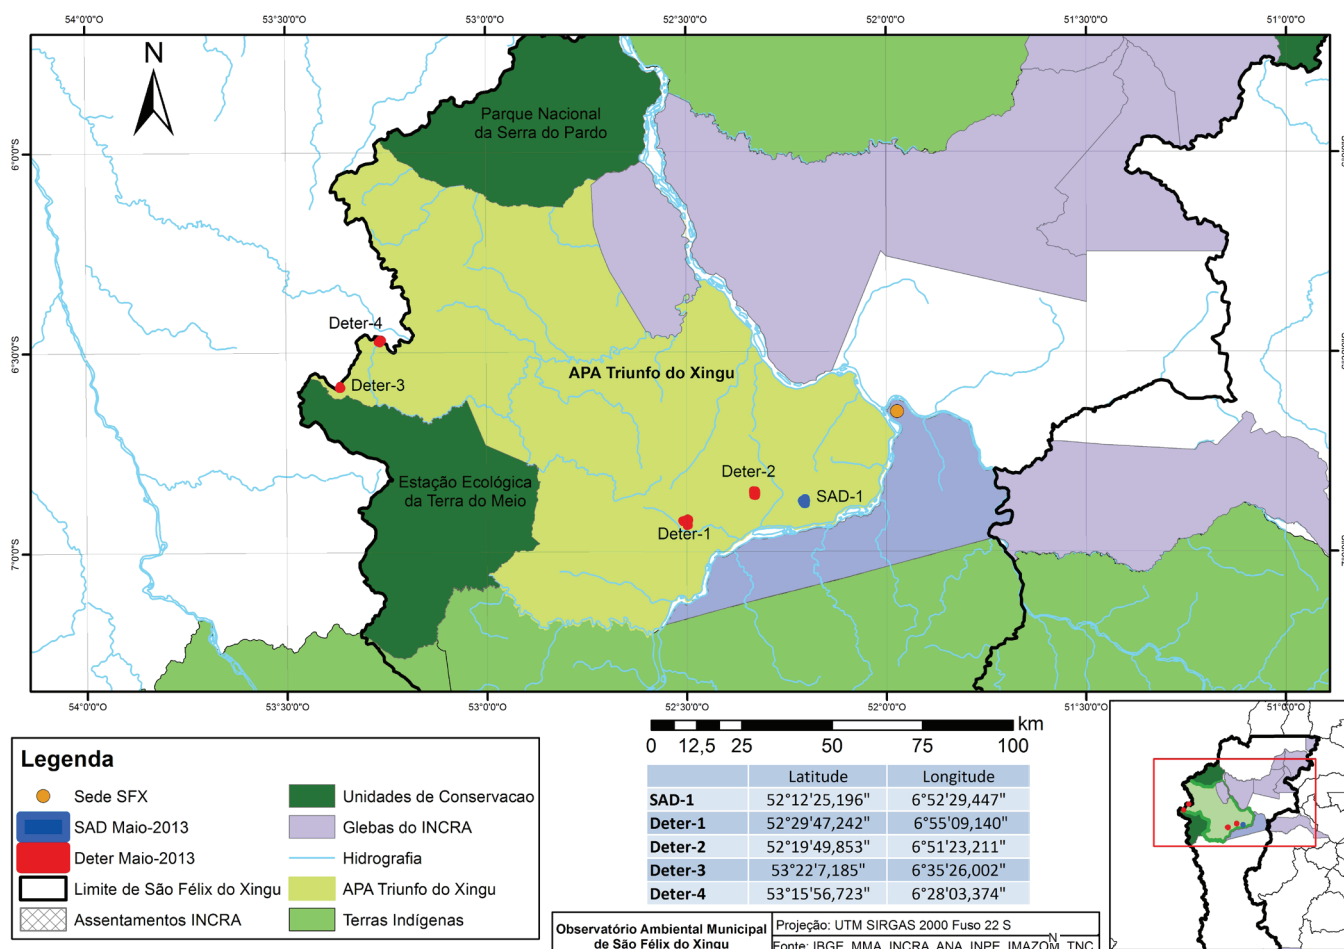 54°0'0"O 53°30'0"O 53°0'0"O 52°30'0"O 52°0'0"O 51°30'0"O 51°0'0"O
N
Parque Nacional
da Serra do Pardo
6°0'0"S
Deter-4
6°30'0"S
Deter-3
APA Triunfo do Xingu
Estação Ecológica
da Terra do Meio
Deter-2
SAD-1
Deter-1
7°0'0"S
54°0'0"O 53°30'0"O 53°0'0"O 52°30'0"O 52°0'0"O 51°30'0"O 51°0'0"O
km
0 12,5 25 50 75 100
Legenda
Sede SFX
SAD Maio-2013
Deter Maio-2013
Limite de São Félix do Xingu
Assentamentos INCRA
Unidades de Conservacao
Glebas do INCRA
Hidrografia
APA Triunfo do Xingu
Terras Indígenas
Latitude Longitude
SAD-1 52°12'25,196" 6°52'29,447"
Deter-1 52°29'47,242" 6°55'09,140"
Deter-2 52°19'49,853" 6°51'23,211"
Deter-3 53°22'7,185" 6°35'26,002"
Deter-4 53°15'56,723" 6°28'03,374"
Observatório Ambiental Municipal
de São Félix do Xingu
Projeção: UTM SIRGAS 2000 Fuso 22 S
Fonte: IBGE, MMA, INCRA, ANA, INPE, IMAZOM, TNC
N